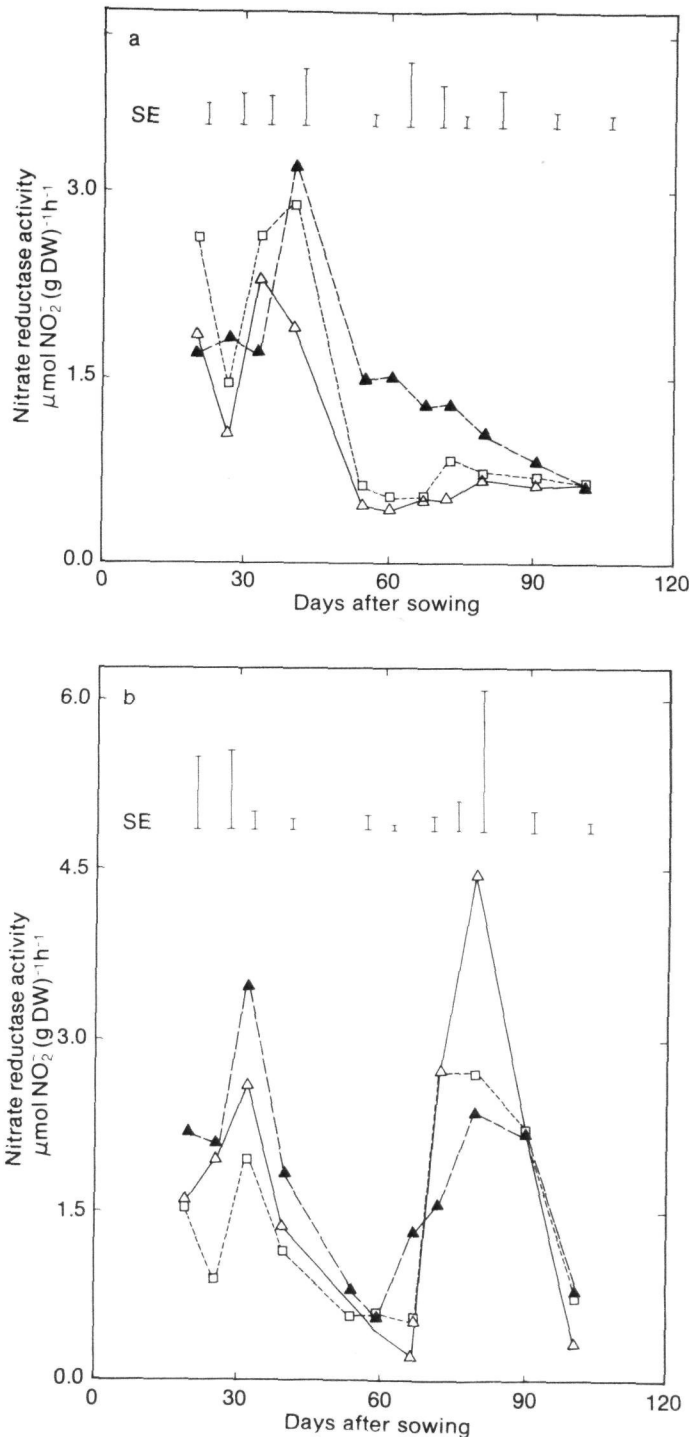 a
SE
3.0
1.5
0.0
Nitrate reductase activity
μmol NO₂⁻ (g DW)⁻¹h⁻¹
0 30 60 90 120
Days after sowing
b
6.0
SE
4.5
3.0
1.5
0.0
Nitrate reductase activity
μmol NO₂⁻ (g DW)⁻¹h⁻¹
0 30 60 90 120
Days after sowing